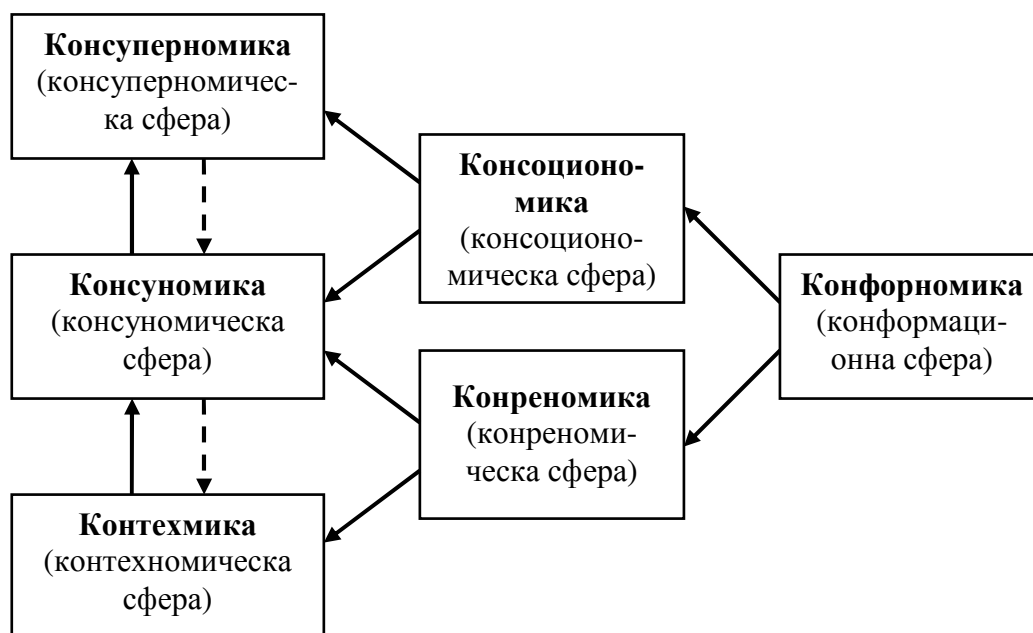 Консуперномика
(консуперномичес-
ка сфера)
Консоционо-
мика
(консоционо-
мическа сфера)
Консуномика
(консуномическа
сфера)
Конфорномика
(конформаци-
онна сфера)
Конреномика
(конреноми-
ческа сфера)
Контехмика
(контехномическа
сфера)